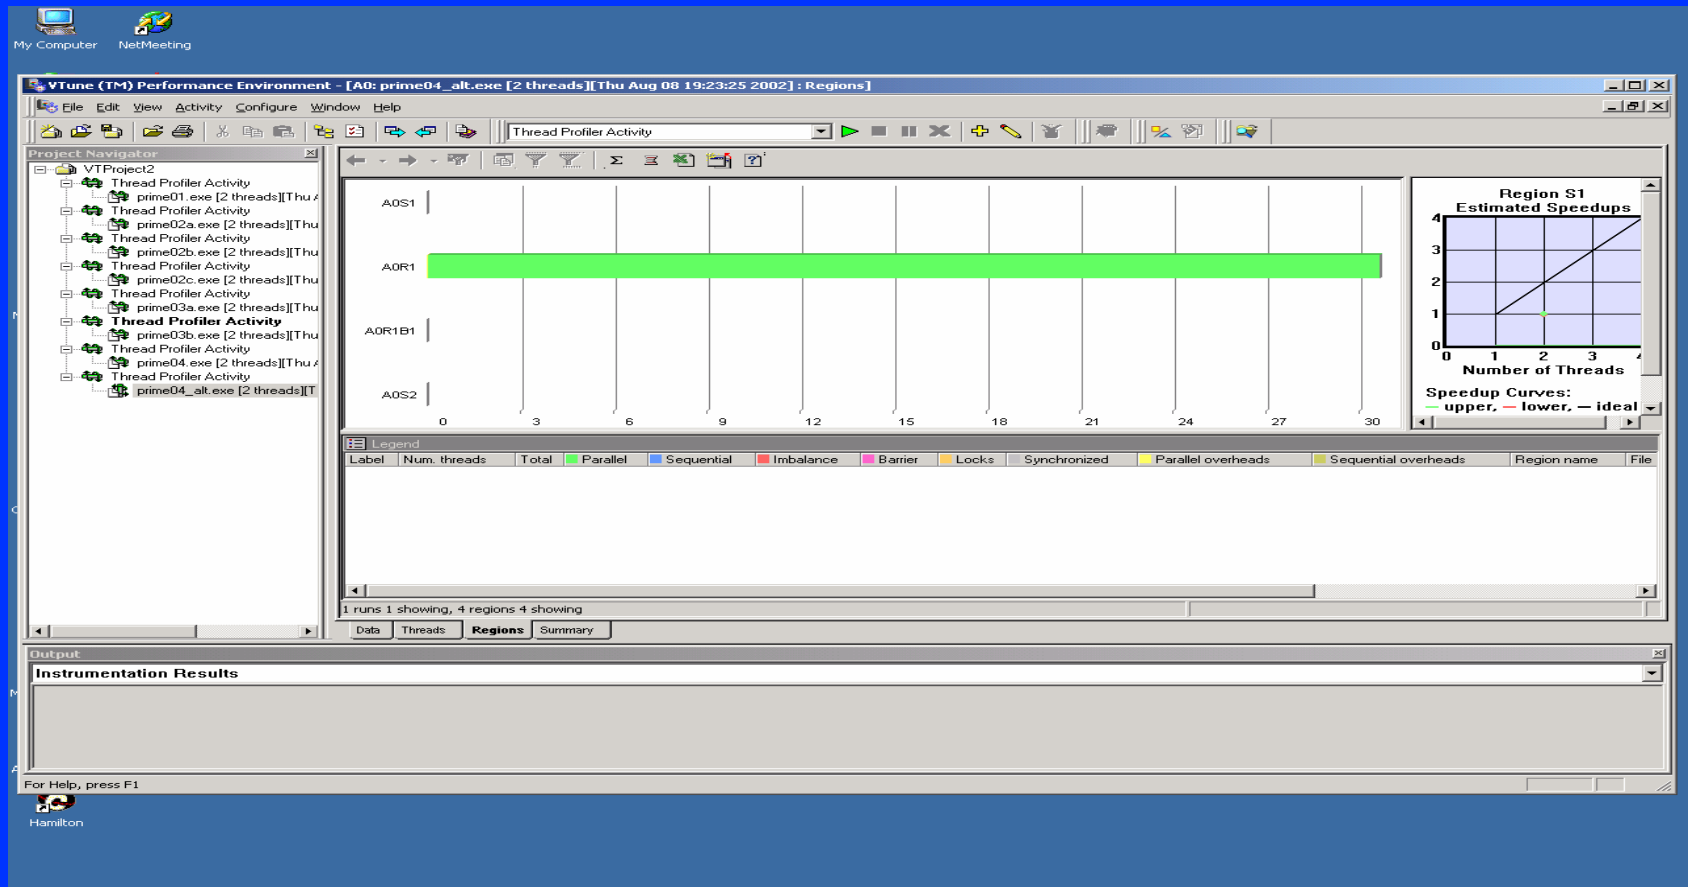 My Computer
NetMeeting
VTune (TM) Performance Environment - [A0: prime04_alt.exe [2 threads][Thu Aug 08 19:23:25 2002] : Regions]
File Edit View Activity Configure Window Help
Thread Profiler Activity
Project Navigator
VTProject2
Thread Profiler Activity
prime01.exe [2 threads][Thu A
Thread Profiler Activity
prime02a.exe [2 threads][Thu
Thread Profiler Activity
prime02b.exe [2 threads][Thu
Thread Profiler Activity
prime02c.exe [2 threads][Thu
Thread Profiler Activity
prime03a.exe [2 threads][Thu
Thread Profiler Activity
prime03b.exe [2 threads][Thu
Thread Profiler Activity
prime04.exe [2 threads][Thu A
Thread Profiler Activity
prime04_alt.exe [2 threads][T
A0S1
A0R1
A0R1B1
A0S2
0 3 6 9 12 15 18 21 24 27 30
Region S1
Estimated Speedups
4
3
2
1
0
0 1 2 3 4
Number of Threads
Speedup Curves:
upper, lower, ideal
Legend
Label Num. threads Total Parallel Sequential Imbalance Barrier Locks Synchronized Parallel overheads Sequential overheads Region name File
1 runs 1 showing, 4 regions 4 showing
Data Threads Regions Summary
Output
Instrumentation Results
For Help, press F1
Hamilton